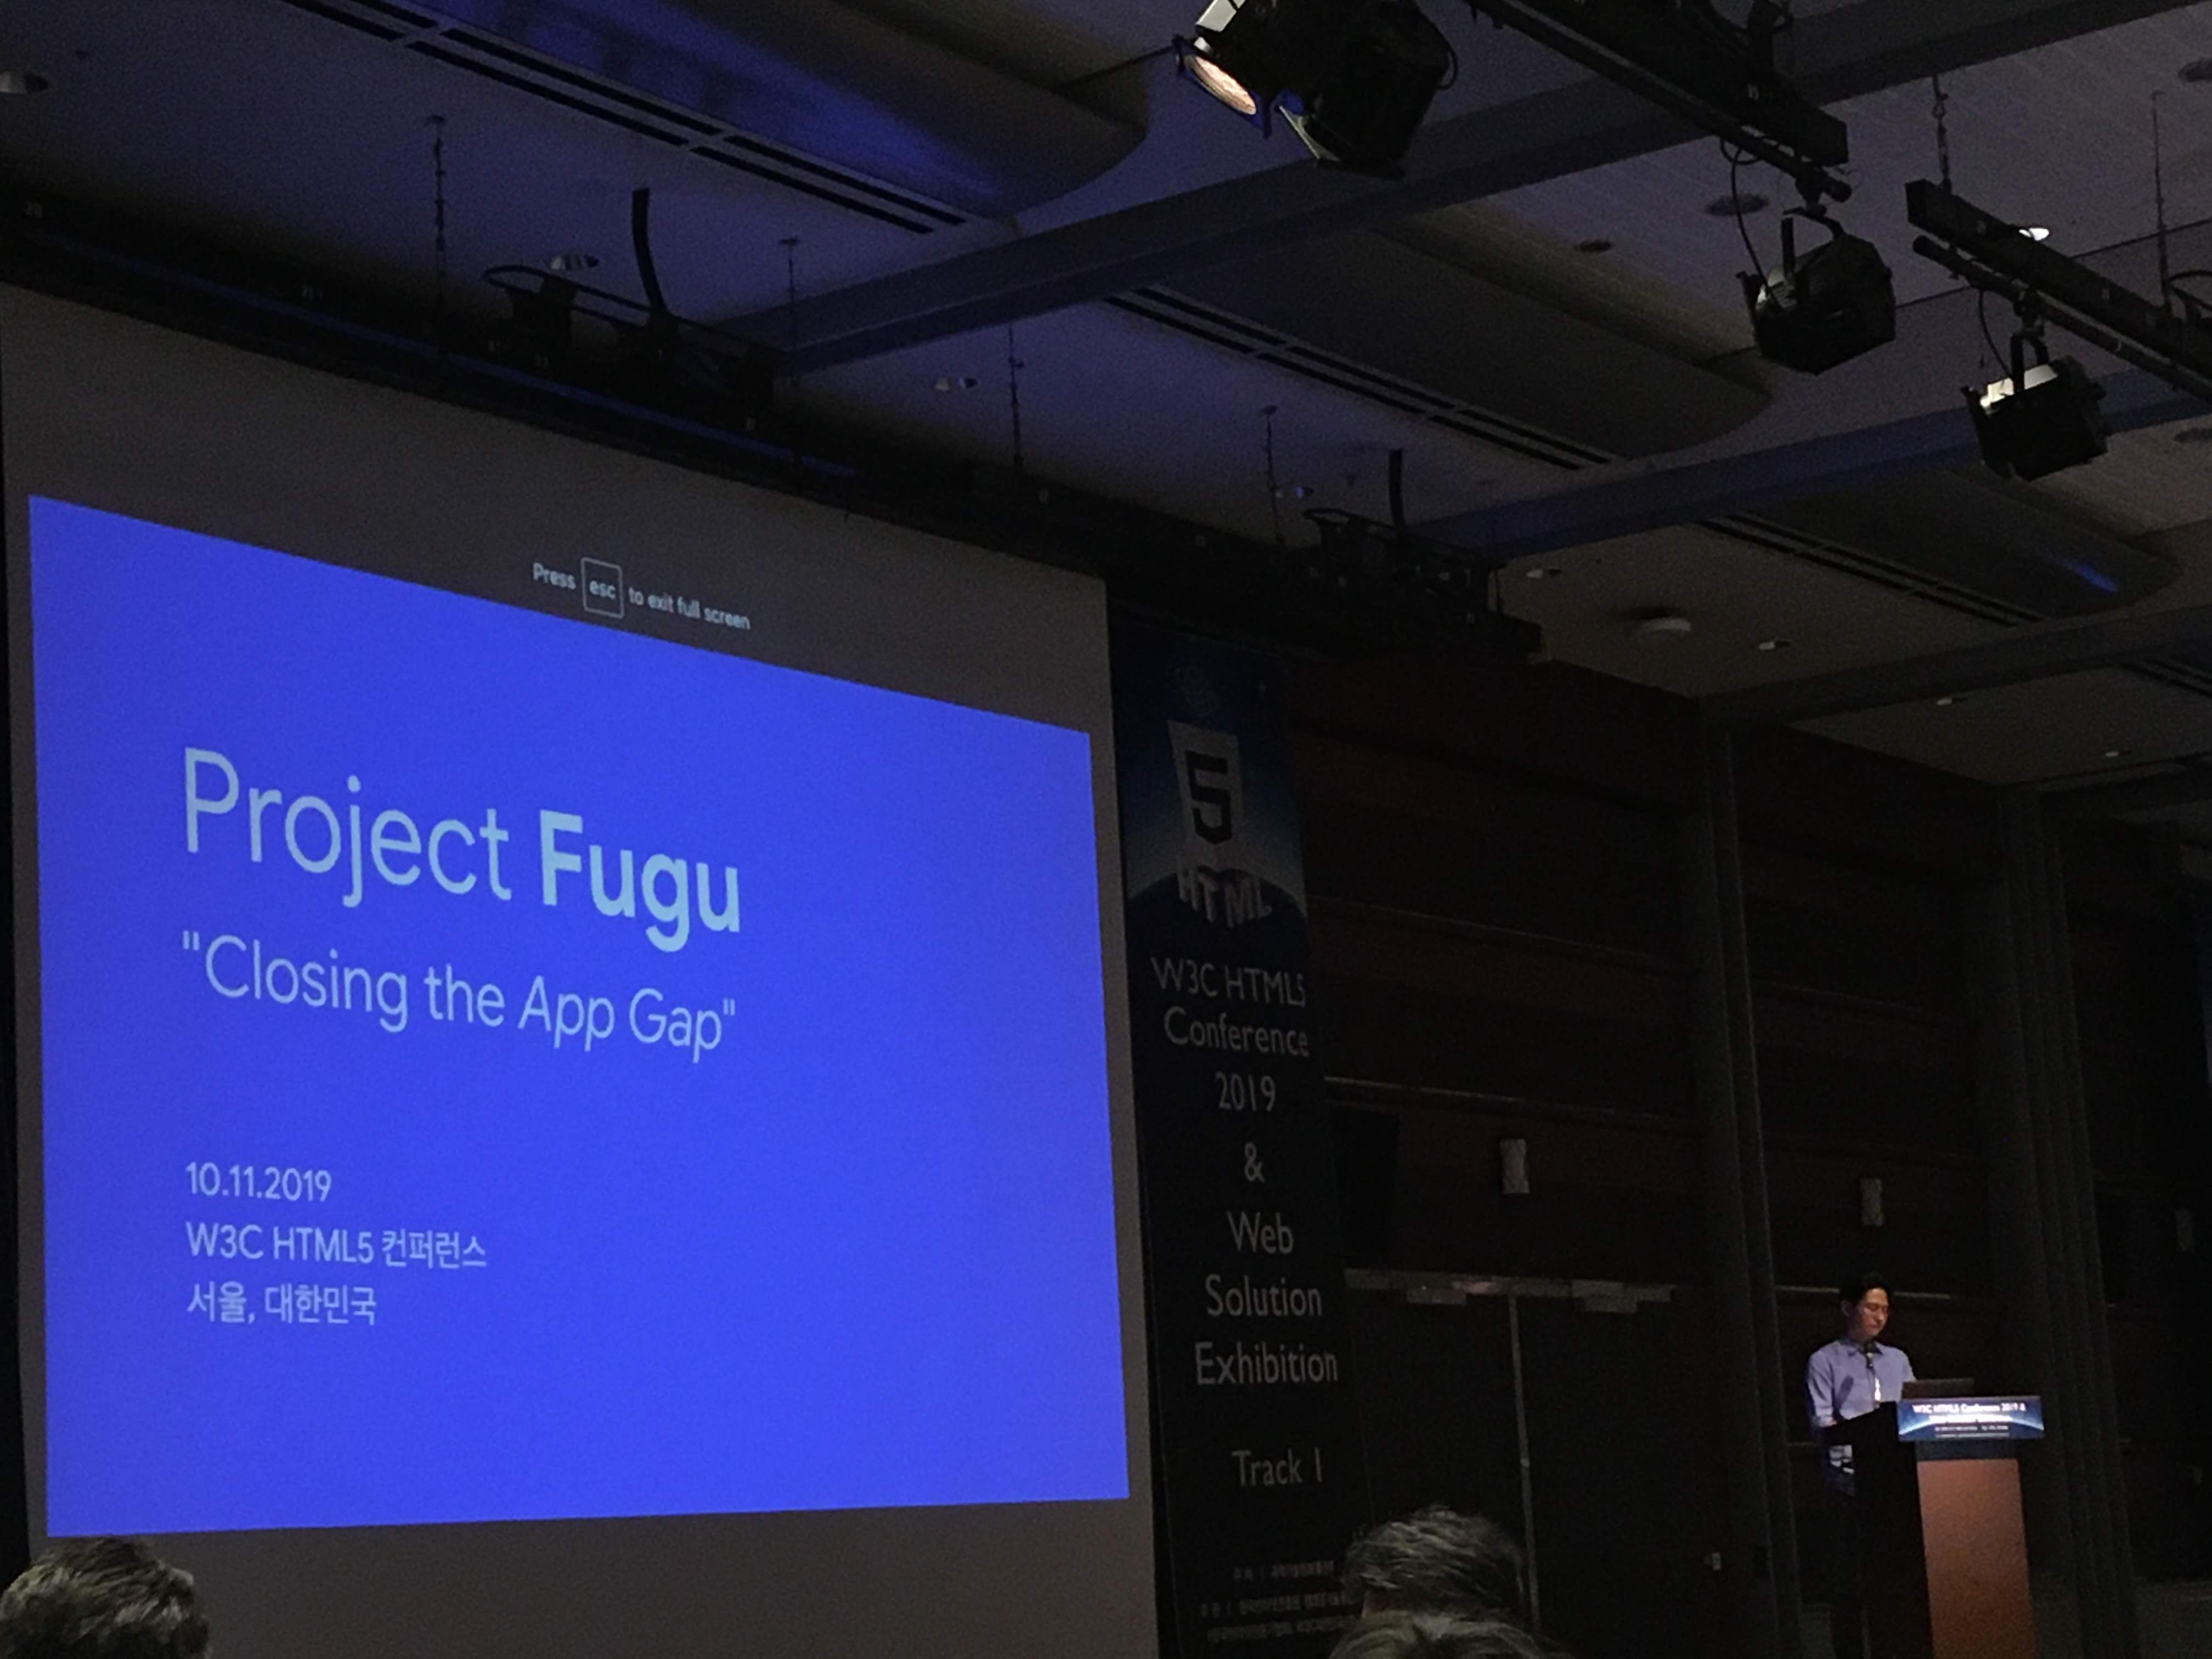 Press esc to exit full screen
Project Fugu
"Closing the App Gap"
10.11.2019
W3C HTML5 컨퍼런스
서울, 대한민국
5
HTML
W3C HTML5
Conference
2019
&
Web
Solution
Exhibition
Track 1
W3C HTML5 Conference 2019 &